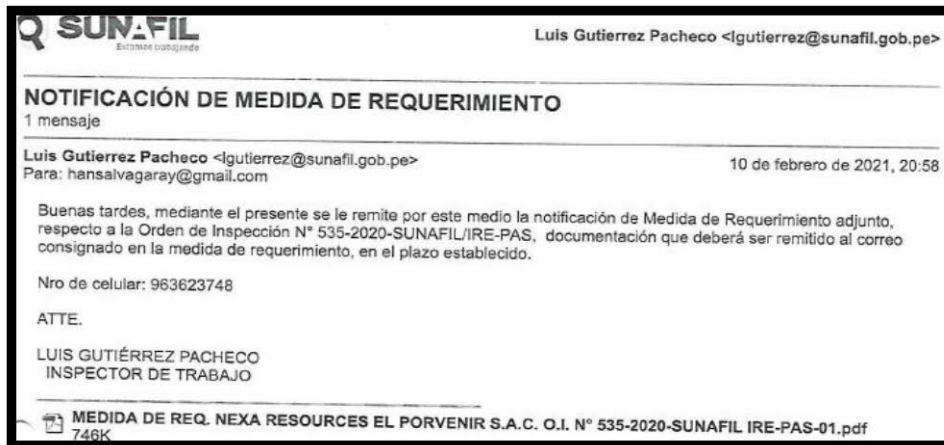 SUNAFIL
Estamos trabajando
Luis Gutierrez Pacheco <lgutierrez@sunafil.gob.pe>
NOTIFICACIÓN DE MEDIDA DE REQUERIMIENTO
1 mensaje
Luis Gutierrez Pacheco <lgutierrez@sunafil.gob.pe>
10 de febrero de 2021, 20:58
Para: hansalvagaray@gmail.com
Buenas tardes, mediante el presente se le remite por este medio la notificación de Medida de Requerimiento adjunto,
respecto a la Orden de Inspección N° 535-2020-SUNAFIL/IRE-PAS, documentación que deberá ser remitido al correo
consignado en la medida de requerimiento, en el plazo establecido.
Nro de celular: 963623748
ATTE.
LUIS GUTIÉRREZ PACHECO
INSPECTOR DE TRABAJO
MEDIDA DE REQ. NEXA RESOURCES EL PORVENIR S.A.C. O.I. N° 535-2020-SUNAFIL IRE-PAS-01.pdf
746K